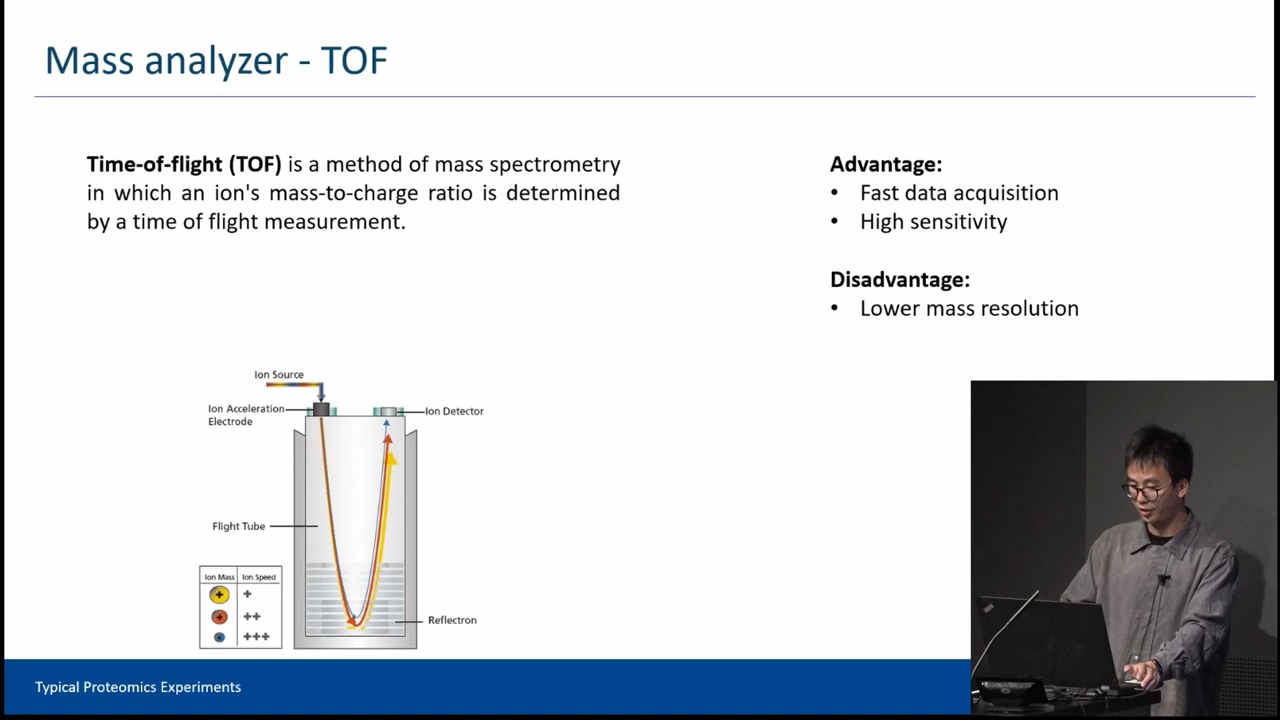 Mass analyzer - TOF
Time-of-flight (TOF) is a method of mass spectrometry
in which an ion's mass-to-charge ratio is determined
by a time of flight measurement.
Advantage:
• Fast data acquisition
• High sensitivity
Disadvantage:
• Lower mass resolution
Ion Source
Ion Acceleration
Electrode
Ion Detector
Flight Tube
Ion Mass Ion Speed
+ +
+ ++
+ +++
Reflectron
Typical Proteomics Experiments